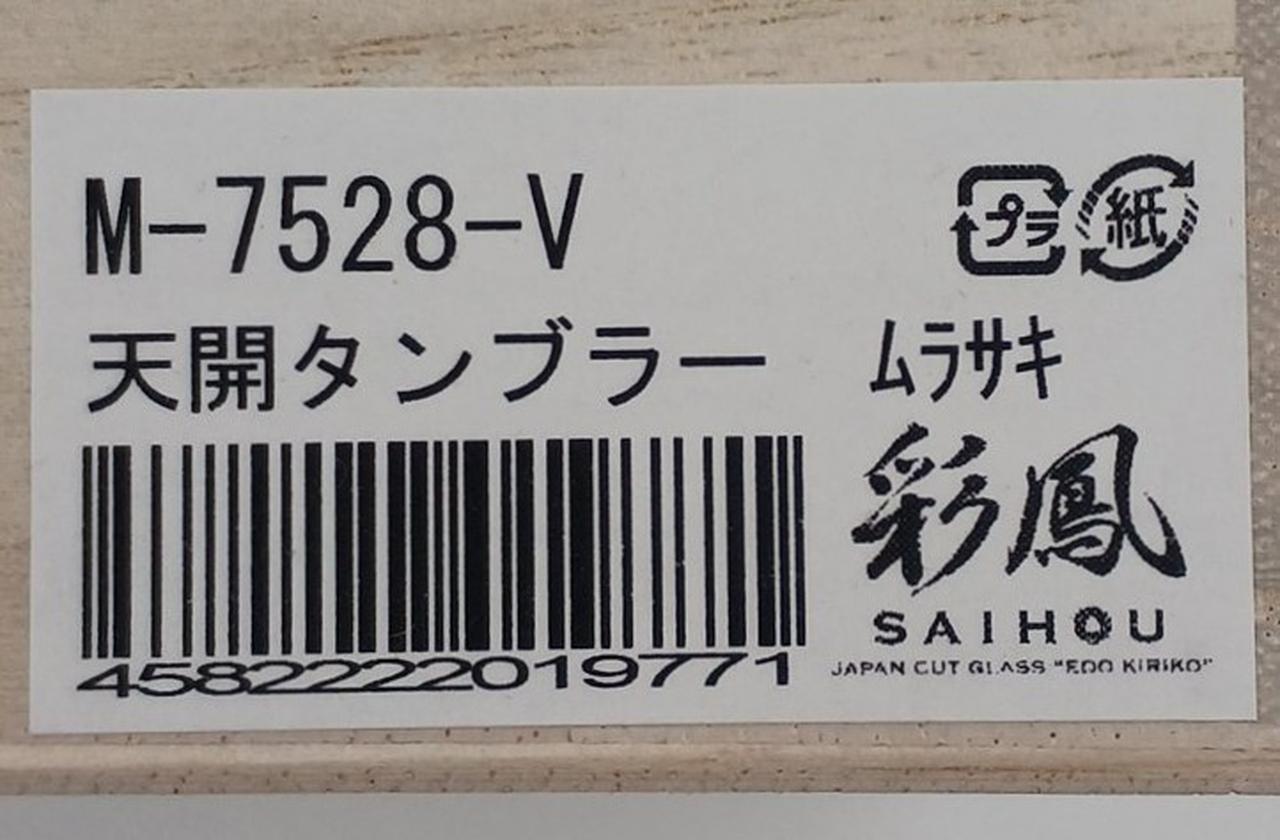 M-7528-V
プラ 紙
天開タンブラー ムラサキ
彩鳳
SAIHOU
JAPAN CUT GLASS "EDO KIRIKO"
4582222019771